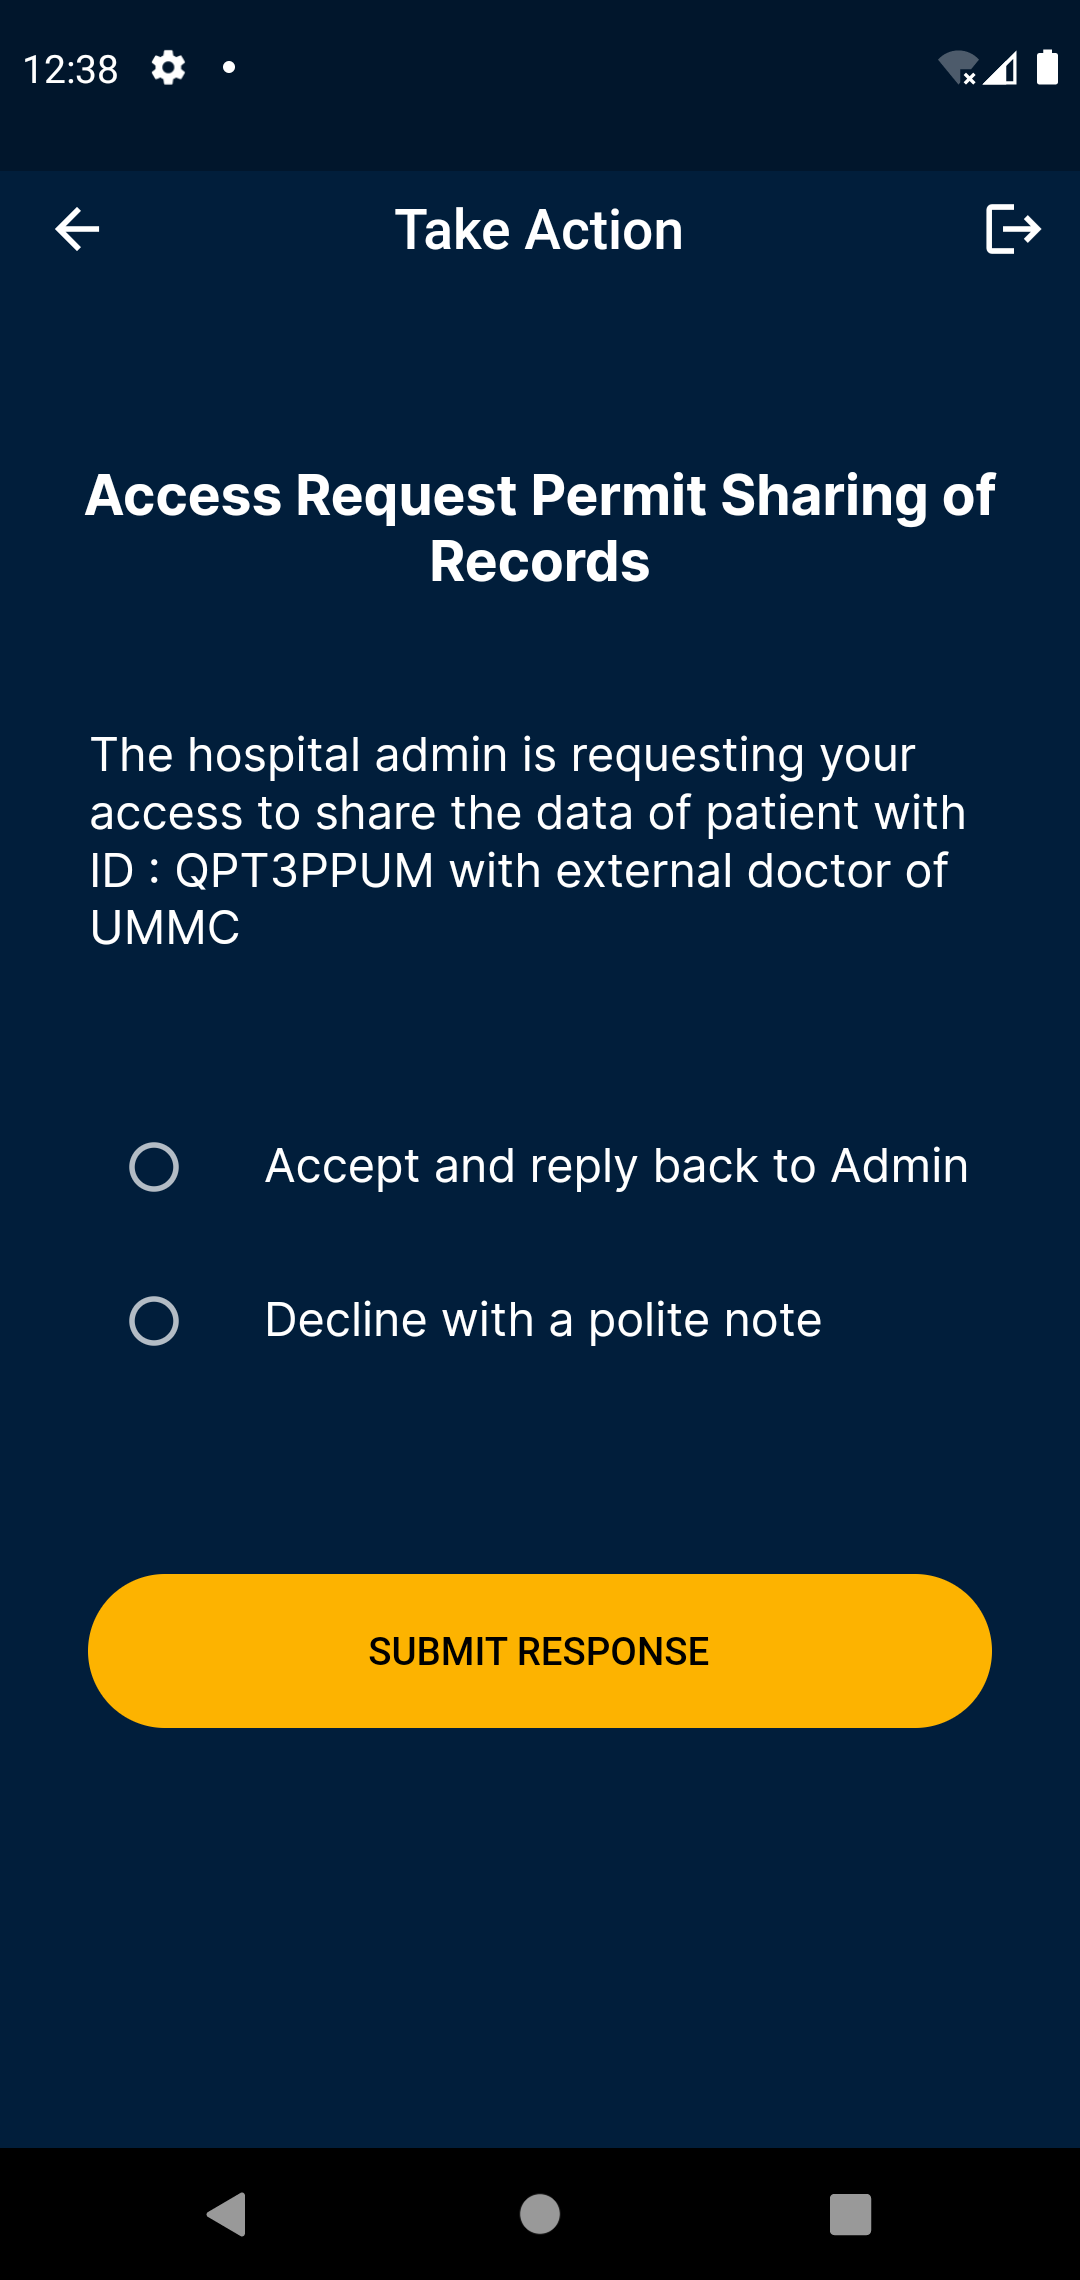 12:38
Take Action
Access Request Permit Sharing of
Records
The hospital admin is requesting your
access to share the data of patient with
ID : QPT3PPUM with external doctor of
UMMC
Accept and reply back to Admin
Decline with a polite note
SUBMIT RESPONSE